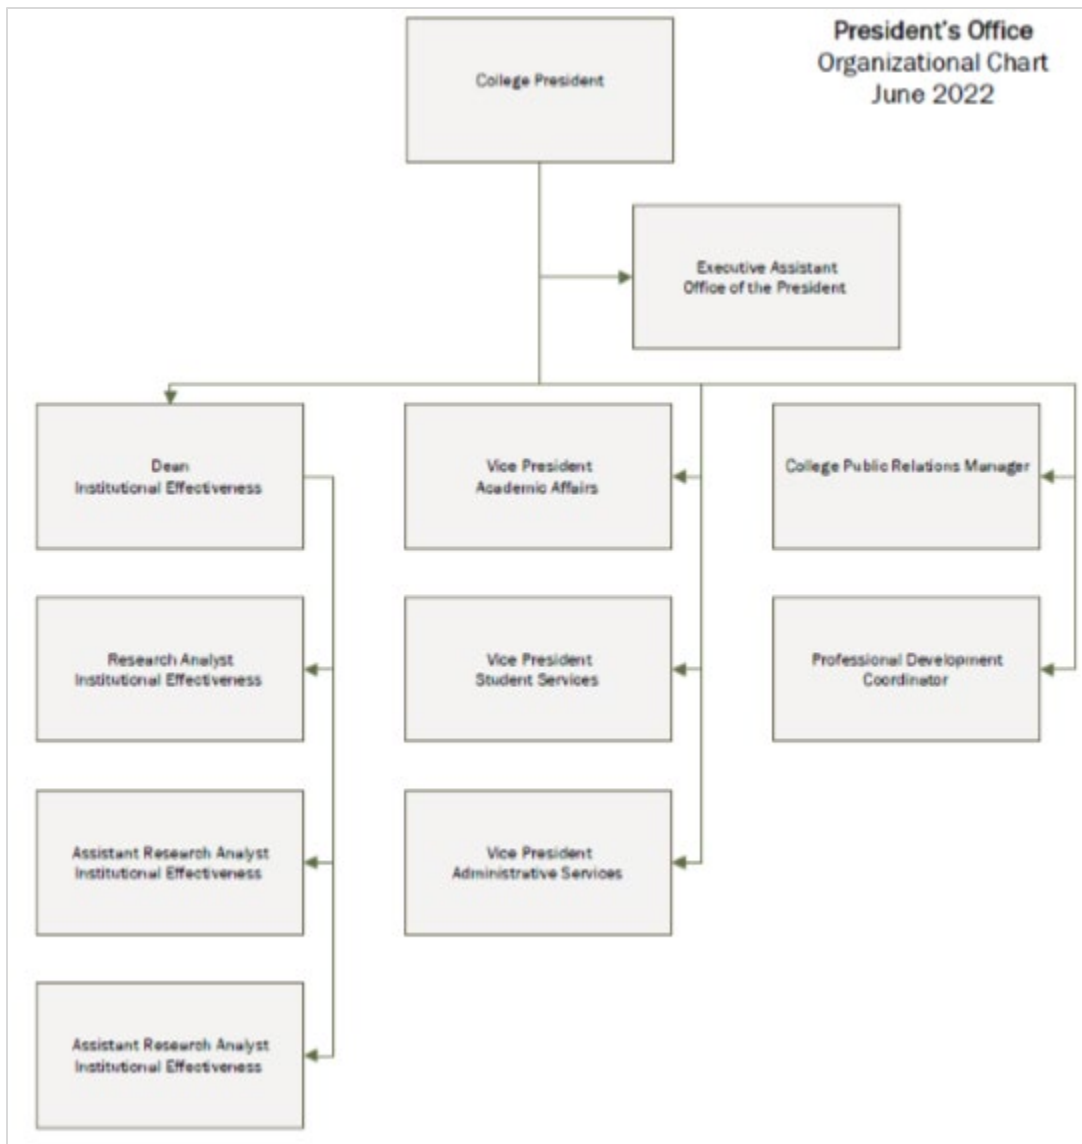 President's Office
Organizational Chart
June 2022
College President
Executive Assistant
Office of the President
Dean
Institutional Effectiveness
Vice President
Academic Affairs
College Public Relations Manager
Research Analyst
Institutional Effectiveness
Vice President
Student Services
Professional Development
Coordinator
Assistant Research Analyst
Institutional Effectiveness
Vice President
Administrative Services
Assistant Research Analyst
Institutional Effectiveness